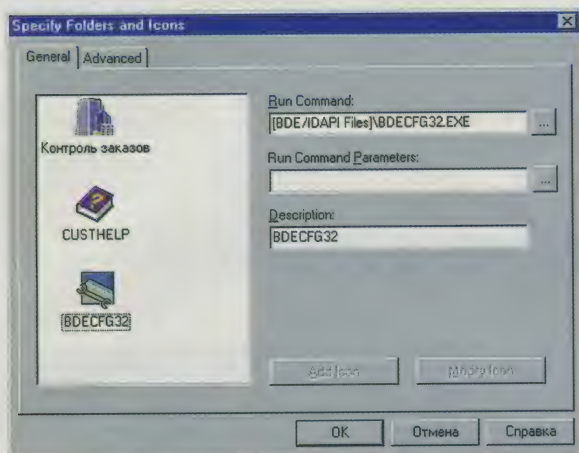 Specify Folders and Icons
General
Advanced
Контроль заказов
CUSTHELP
BDECFG32
Run Command:
[BDE/IDAPI Files]\BDECFG32.EXE
...
Run Command Parameters:
...
Description:
BDECFG32
Add Icon
Modify Icon
OK
Отмена
Справка